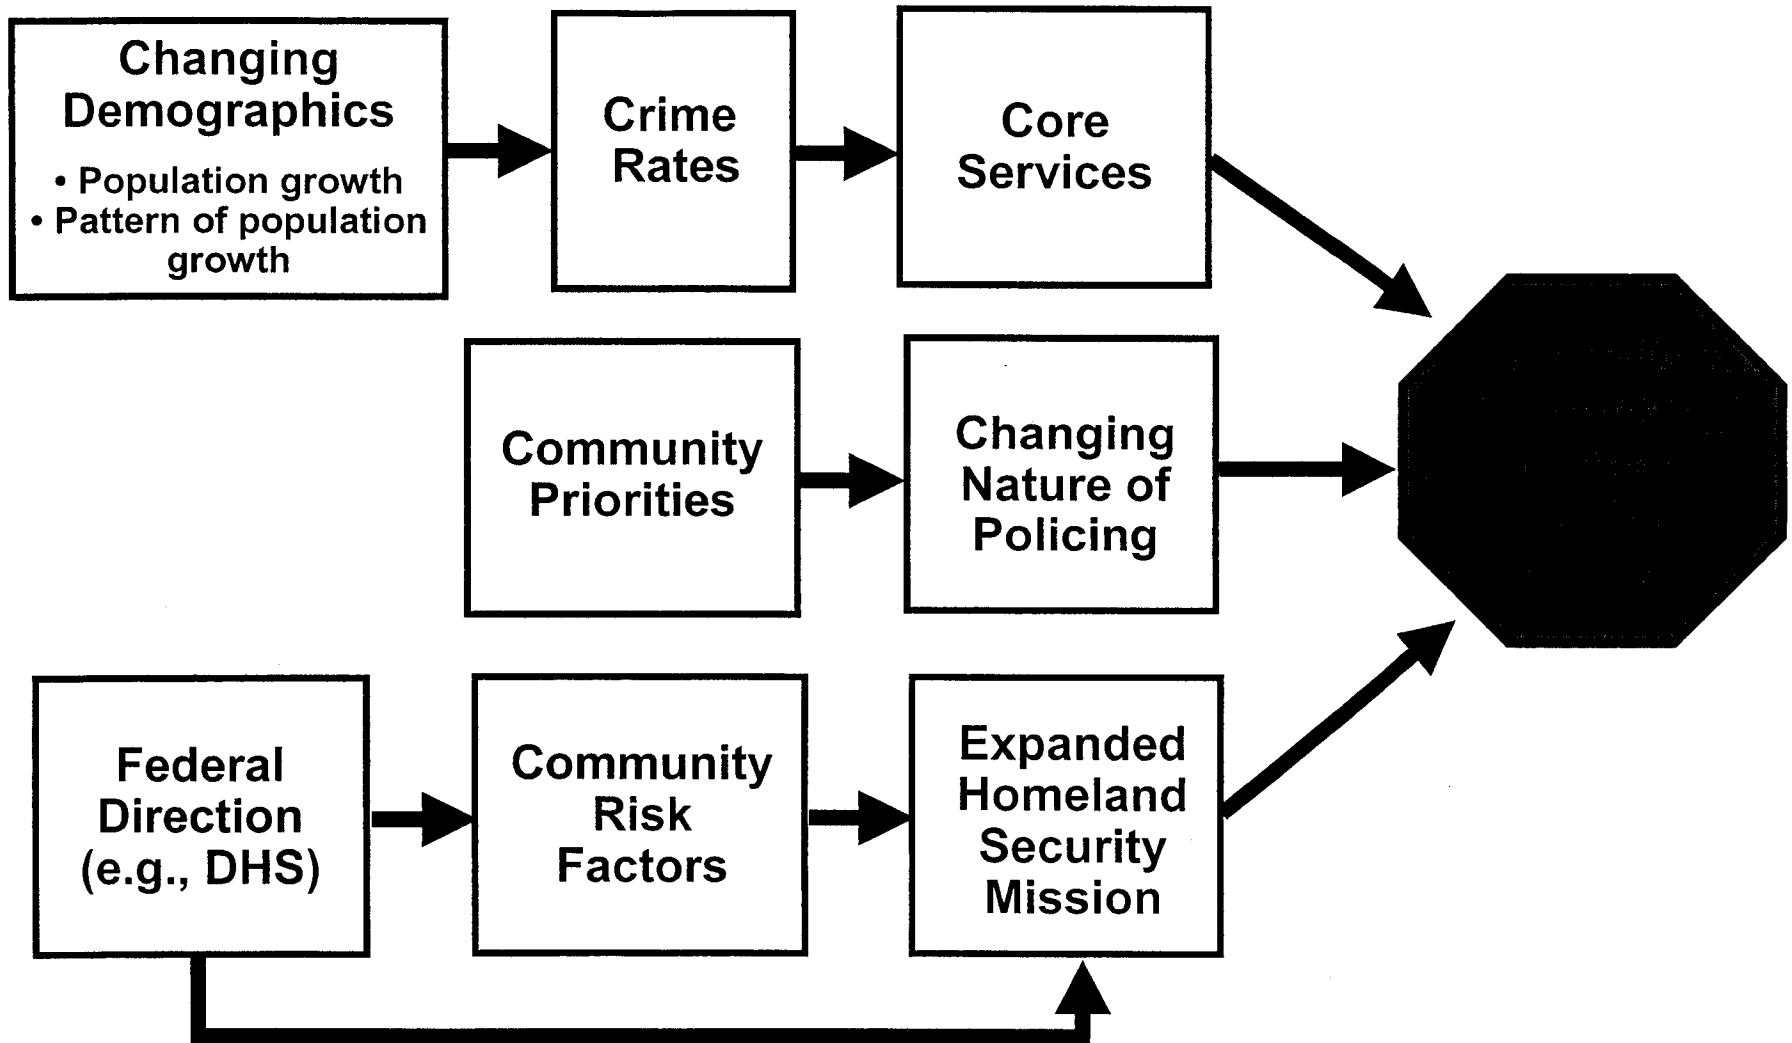 Changing
Demographics
• Population growth
• Pattern of population
growth
Crime
Rates
Core
Services
Community
Priorities
Changing
Nature of
Policing
Federal
Direction
(e.g., DHS)
Community
Risk
Factors
Expanded
Homeland
Security
Mission